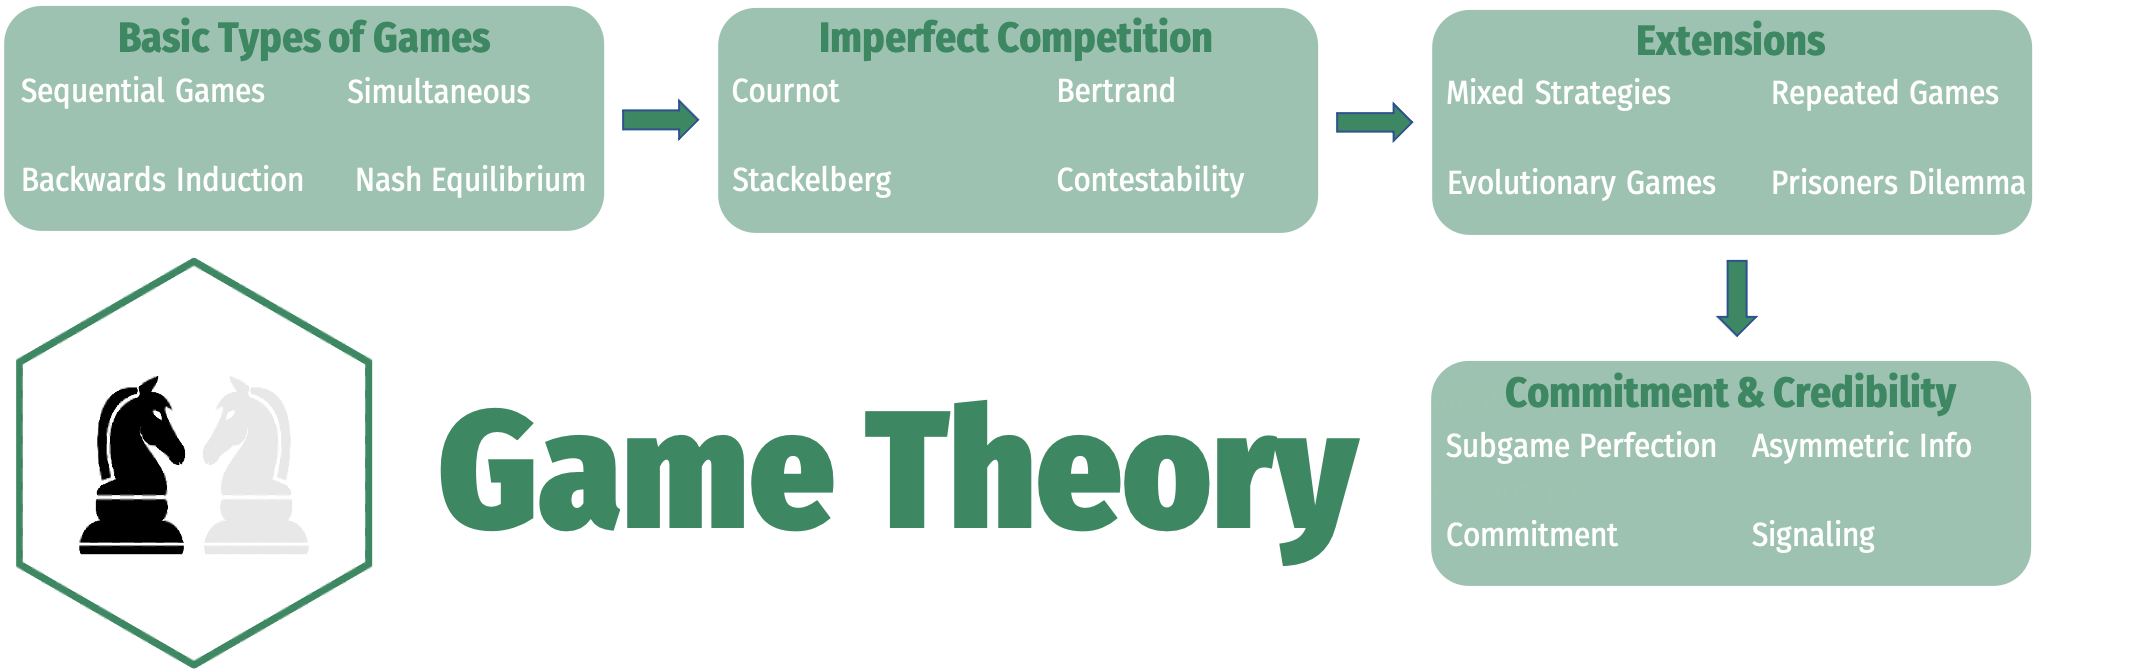 Basic Types of Games
Sequential Games Simultaneous
Backwards Induction Nash Equilibrium
Imperfect Competition
Cournot Bertrand
Stackelberg Contestability
Extensions
Mixed Strategies Repeated Games
Evolutionary Games Prisoners Dilemma
Commitment & Credibility
Subgame Perfection Asymmetric Info
Commitment Signaling
Game Theory